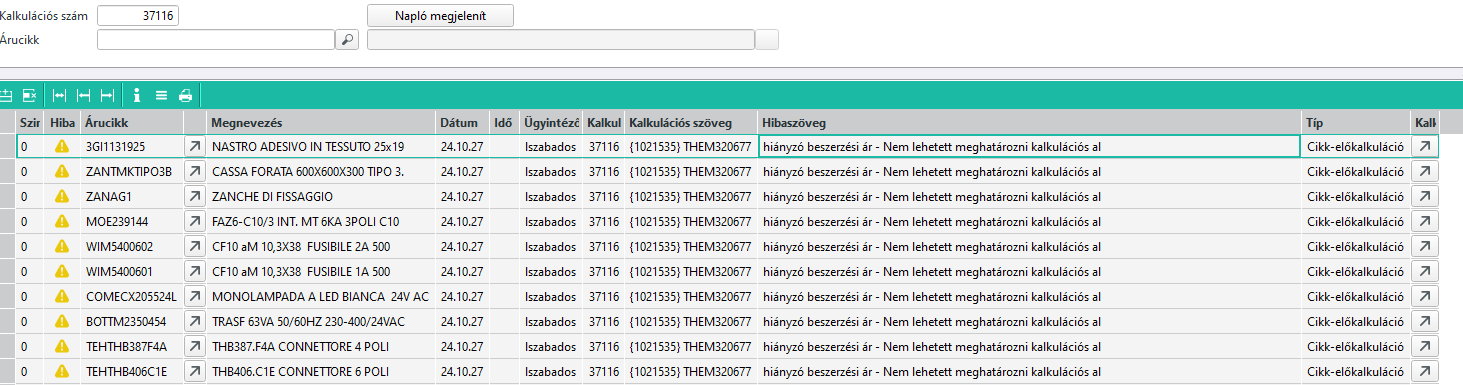 Kalkulációs szám 37116 Napló megjelenít
Árucikk
Szir Hiba Árucikk Megnevezés Dátum Idő Ügyintéző Kalkul Kalkulációs szöveg Hibaszöveg Típ Kalk
0 3GI1131925 NASTRO ADESIVO IN TESSUTO 25x19 24.10.27 Iszabados 37116 {1021535} THEM320677 hiányzó beszerzési ár - Nem lehetett meghatározni kalkulációs al Cikk-előkalkuláció
0 ZANTMKTIPO3B CASSA FORATA 600X600X300 TIPO 3. 24.10.27 Iszabados 37116 {1021535} THEM320677 hiányzó beszerzési ár - Nem lehetett meghatározni kalkulációs al Cikk-előkalkuláció
0 ZANAG1 ZANCHE DI FISSAGGIO 24.10.27 Iszabados 37116 {1021535} THEM320677 hiányzó beszerzési ár - Nem lehetett meghatározni kalkulációs al Cikk-előkalkuláció
0 MOE239144 FAZ6-C10/3 INT. MT 6KA 3POLI C10 24.10.27 Iszabados 37116 {1021535} THEM320677 hiányzó beszerzési ár - Nem lehetett meghatározni kalkulációs al Cikk-előkalkuláció
0 WIM5400602 CF10 aM 10,3X38 FUSIBILE 2A 500 24.10.27 Iszabados 37116 {1021535} THEM320677 hiányzó beszerzési ár - Nem lehetett meghatározni kalkulációs al Cikk-előkalkuláció
0 WIM5400601 CF10 aM 10,3X38 FUSIBILE 1A 500 24.10.27 Iszabados 37116 {1021535} THEM320677 hiányzó beszerzési ár - Nem lehetett meghatározni kalkulációs al Cikk-előkalkuláció
0 COMECX205524L MONOLAMPADA A LED BIANCA 24V AC 24.10.27 Iszabados 37116 {1021535} THEM320677 hiányzó beszerzési ár - Nem lehetett meghatározni kalkulációs al Cikk-előkalkuláció
0 BOTTM2350454 TRASF 63VA 50/60HZ 230-400/24VAC 24.10.27 Iszabados 37116 {1021535} THEM320677 hiányzó beszerzési ár - Nem lehetett meghatározni kalkulációs al Cikk-előkalkuláció
0 TEHTHB387F4A THB387.F4A CONNETTORE 4 POLI 24.10.27 Iszabados 37116 {1021535} THEM320677 hiányzó beszerzési ár - Nem lehetett meghatározni kalkulációs al Cikk-előkalkuláció
0 TEHTHB406C1E THB406.C1E CONNETTORE 6 POLI 24.10.27 Iszabados 37116 {1021535} THEM320677 hiányzó beszerzési ár - Nem lehetett meghatározni kalkulációs al Cikk-előkalkuláció